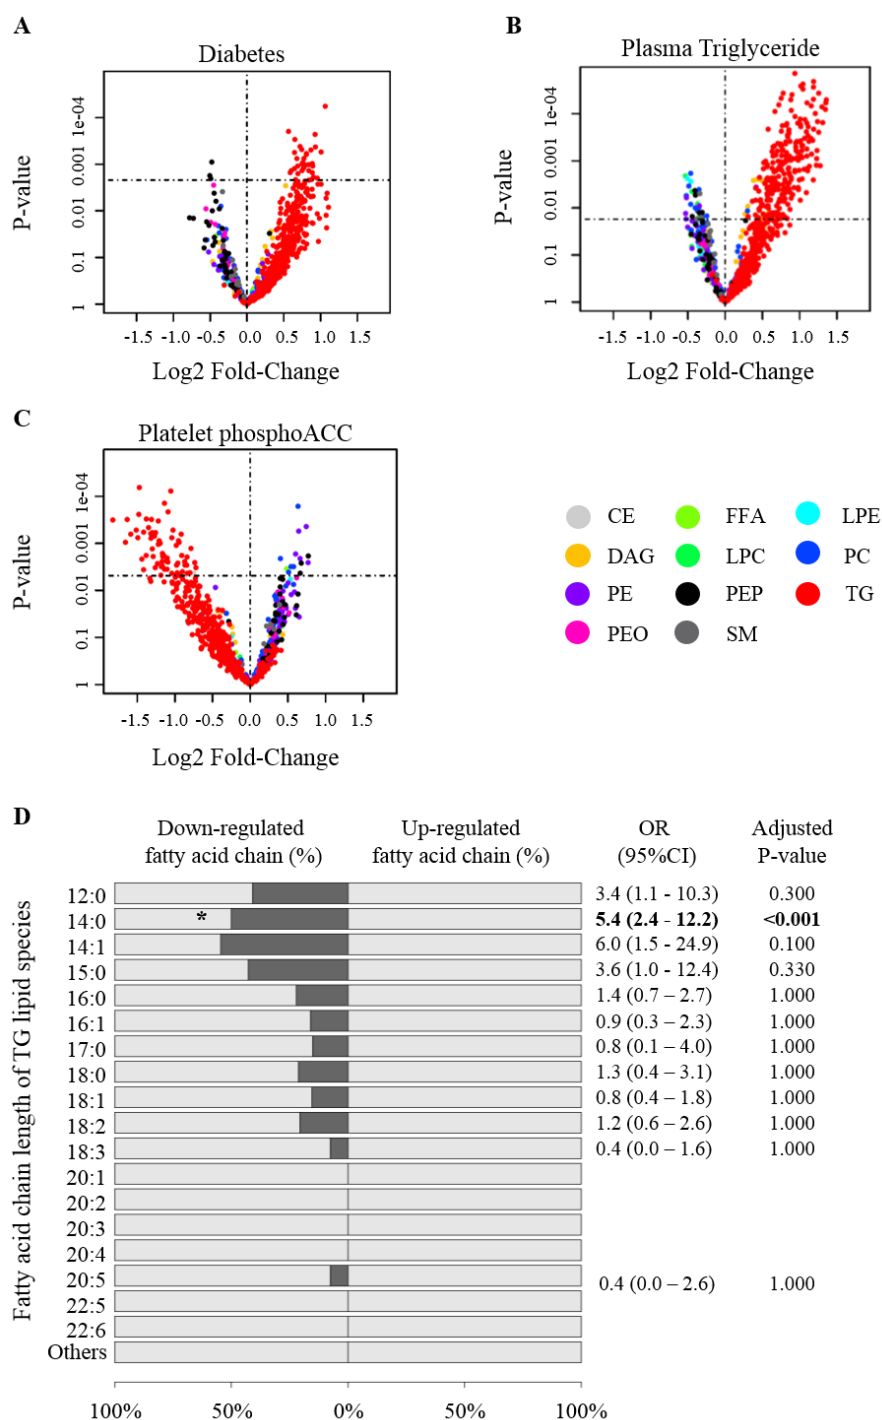 A
Diabetes
P-value
1e-04
0.001
0.01
0.1
1
-1.5 -1.0 -0.5 0.0 0.5 1.0 1.5
Log2 Fold-Change
B
Plasma Triglyceride
P-value
1e-04
0.001
0.01
0.1
1
-1.5 -1.0 -0.5 0.0 0.5 1.0 1.5
Log2 Fold-Change
C
Platelet phosphoACC
P-value
1e-04
0.001
0.01
0.1
1
-1.5 -1.0 -0.5 0.0 0.5 1.0 1.5
Log2 Fold-Change
CE FFA LPE
DAG LPC PC
PE PEP TG
PEO SM
D
Down-regulated
fatty acid chain (%)
Up-regulated
fatty acid chain (%)
OR
(95%CI)
Adjusted
P-value
Fatty acid chain length of TG lipid species
12:0 3.4 (1.1 - 10.3) 0.300
14:0 * 5.4 (2.4 - 12.2) <0.001
14:1 6.0 (1.5 - 24.9) 0.100
15:0 3.6 (1.0 - 12.4) 0.330
16:0 1.4 (0.7 – 2.7) 1.000
16:1 0.9 (0.3 – 2.3) 1.000
17:0 0.8 (0.1 – 4.0) 1.000
18:0 1.3 (0.4 – 3.1) 1.000
18:1 0.8 (0.4 – 1.8) 1.000
18:2 1.2 (0.6 – 2.6) 1.000
18:3 0.4 (0.0 – 1.6) 1.000
20:1
20:2
20:3
20:4
20:5 0.4 (0.0 – 2.6) 1.000
22:5
22:6
Others
100% 50% 0% 50% 100%